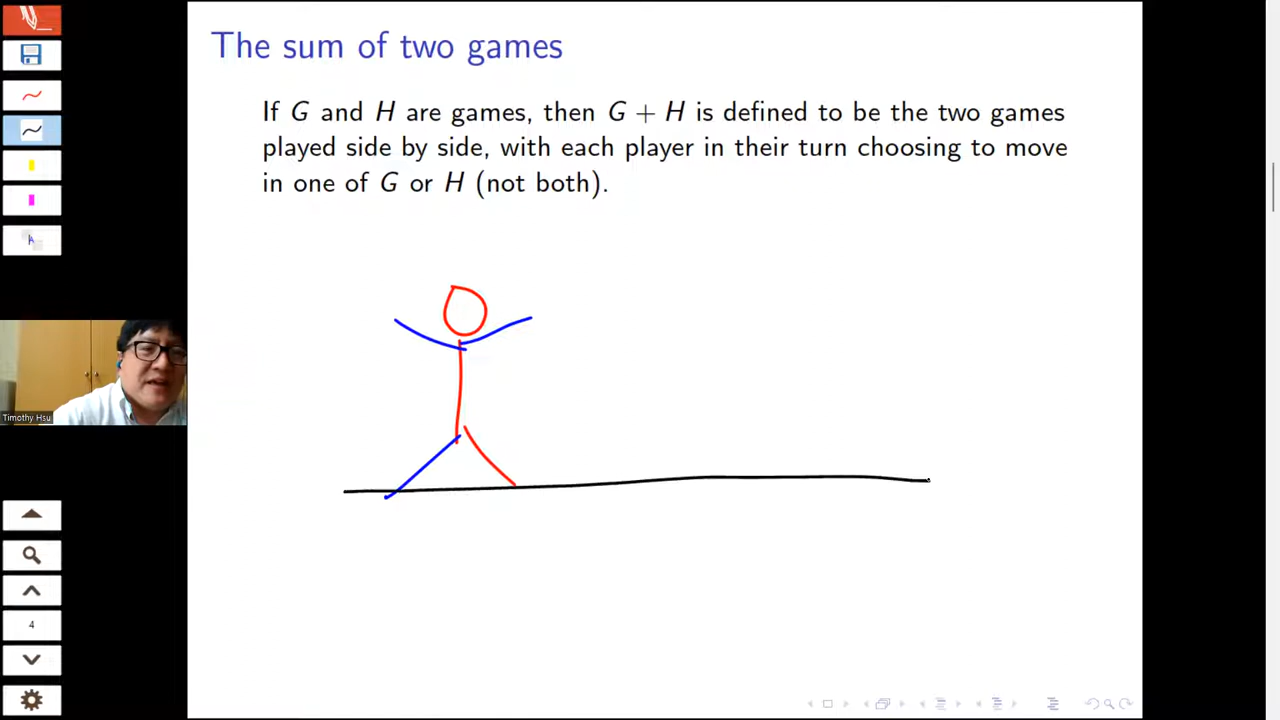 The sum of two games
If G and H are games, then G + H is defined to be the two games
played side by side, with each player in their turn choosing to move
in one of G or H (not both).
Timothy Hsu
4